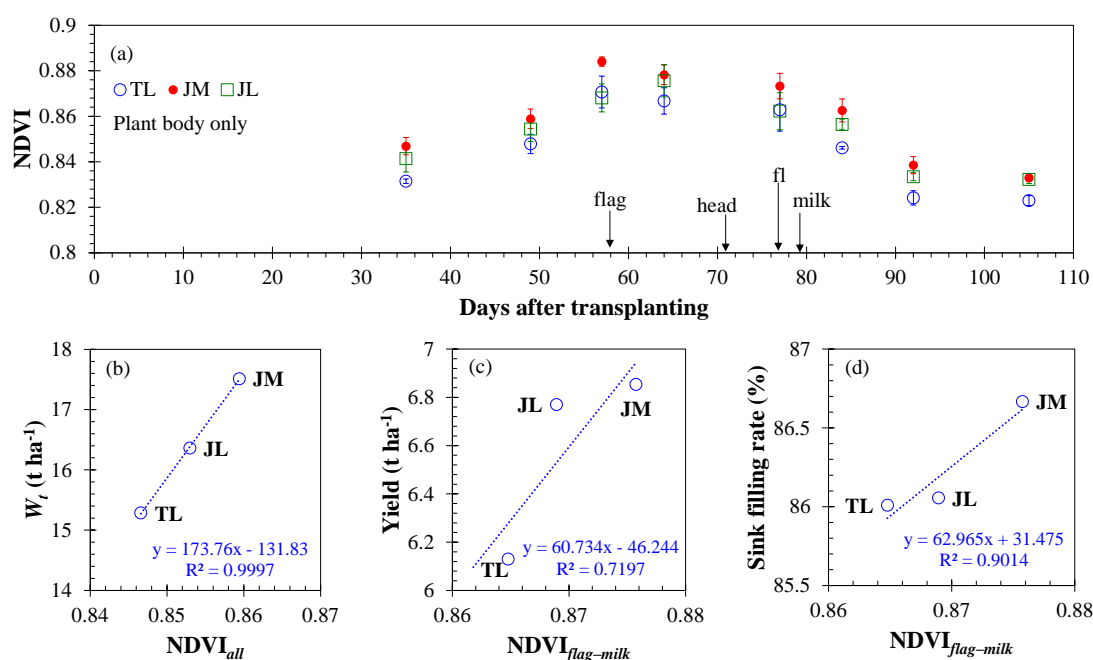 (a)
TL JM JL
Plant body only
NDVI
0.9
0.88
0.86
0.84
0.82
0.8
flag
head
fl
milk
0 10 20 30 40 50 60 70 80 90 100 110
Days after transplanting
(b)
Wt (t ha-1)
18
17
16
15
14
JM
JL
TL
y = 173.76x - 131.83
R² = 0.9997
0.84 0.85 0.86 0.87
NDVIall
(c)
Yield (t ha-1)
7
6.8
6.6
6.4
6.2
6
JL
JM
TL
y = 60.734x - 46.244
R² = 0.7197
0.86 0.87 0.88
NDVIflag–milk
(d)
Sink filling rate (%)
87
86.5
86
85.5
JM
TL
JL
y = 62.965x + 31.475
R² = 0.9014
0.86 0.87 0.88
NDVIflag–milk